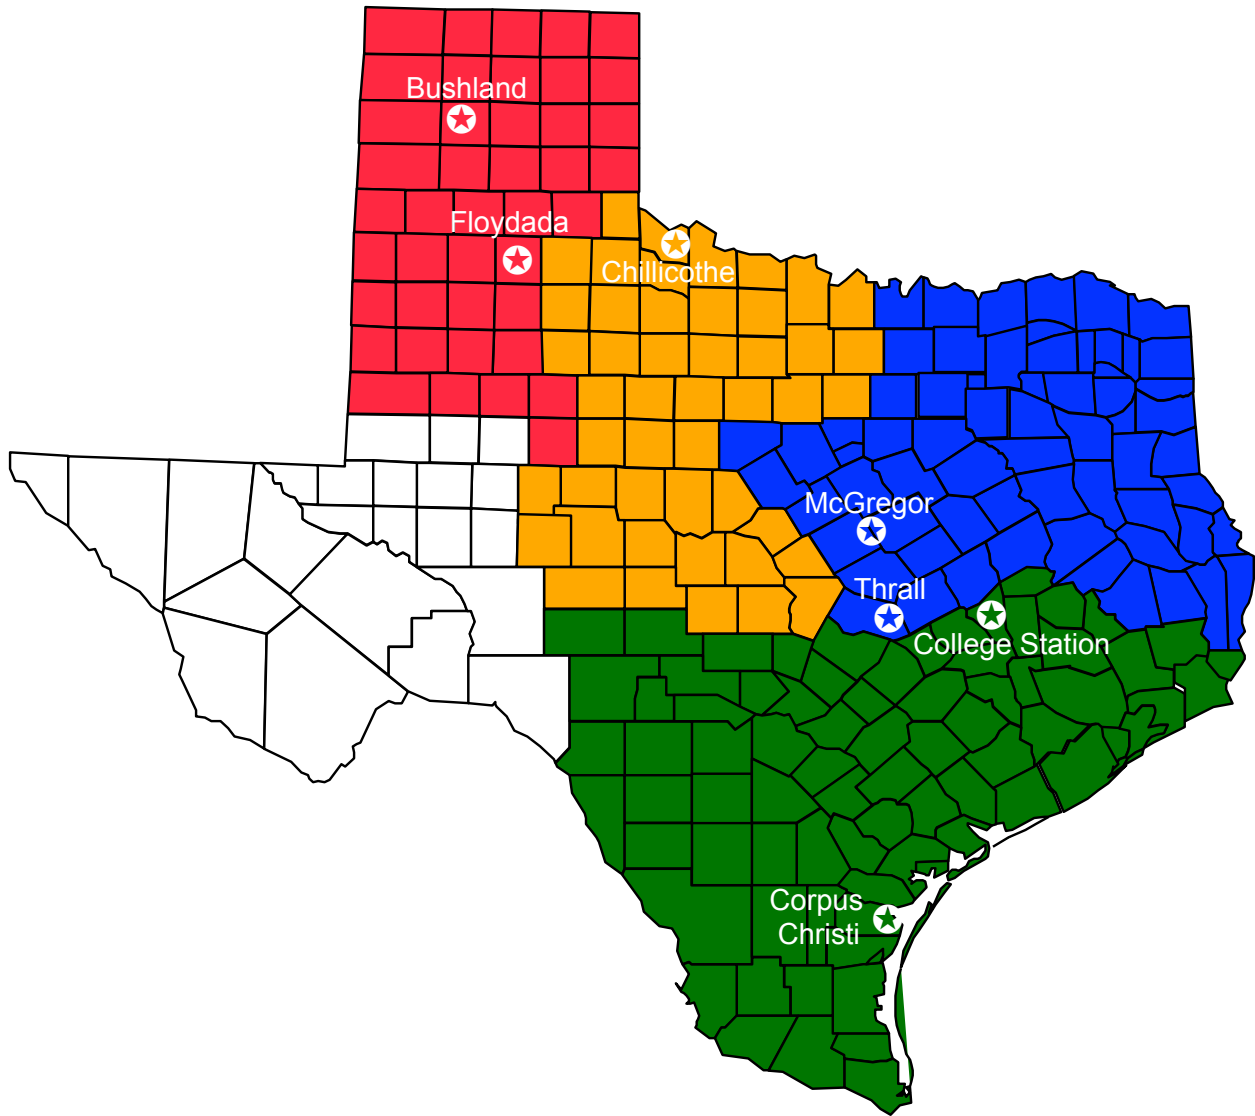 Bushland
Floydada
Chillicothe
McGregor
Thrall
College Station
Corpus
Christi